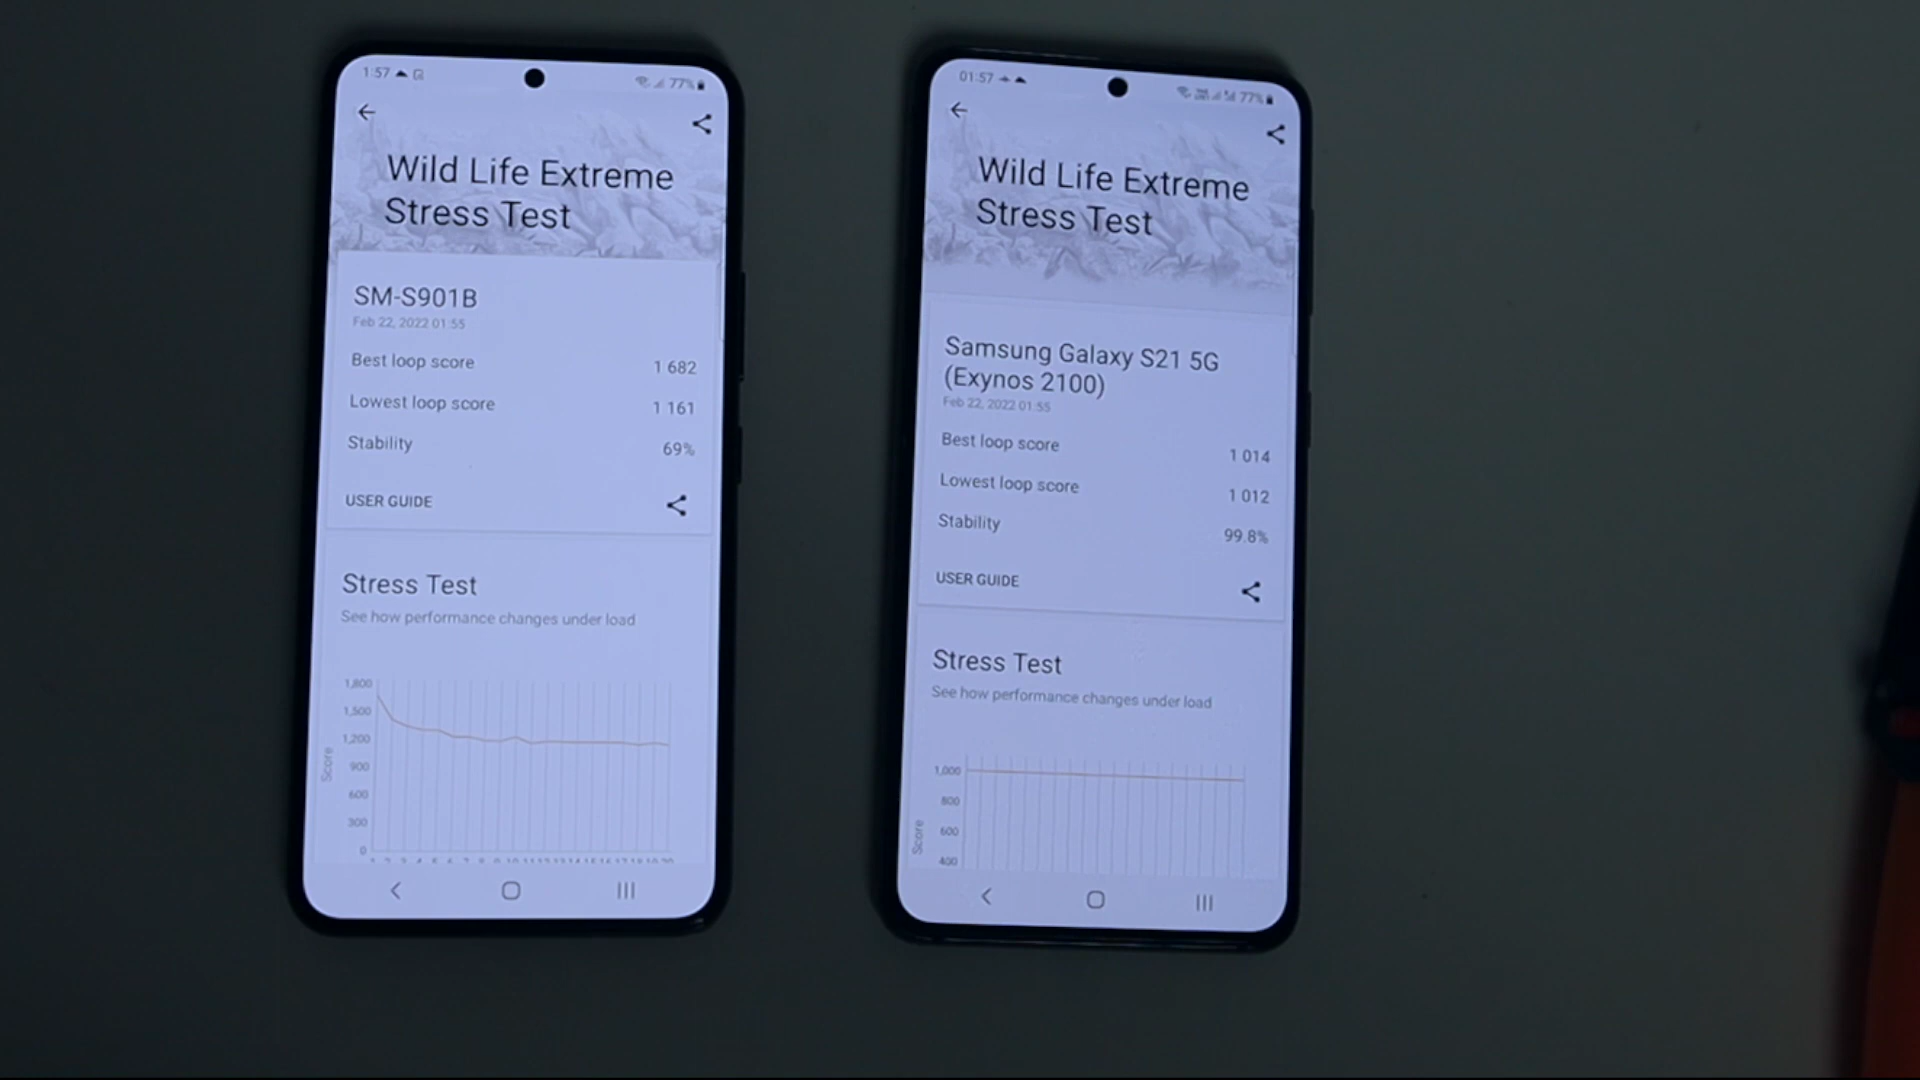 1:57
77%
Wild Life Extreme
Stress Test
SM-S901B
Feb 22, 2022 01:55
Best loop score 1 682
Lowest loop score 1 161
Stability 69%
USER GUIDE
Stress Test
See how performance changes under load
1,800
1,500
1,200
900
600
300
0
Score
01:57
77%
Wild Life Extreme
Stress Test
Samsung Galaxy S21 5G
(Exynos 2100)
Feb 22, 2022 01:55
Best loop score 1 014
Lowest loop score 1 012
Stability 99.8%
USER GUIDE
Stress Test
See how performance changes under load
1,000
800
600
400
Score